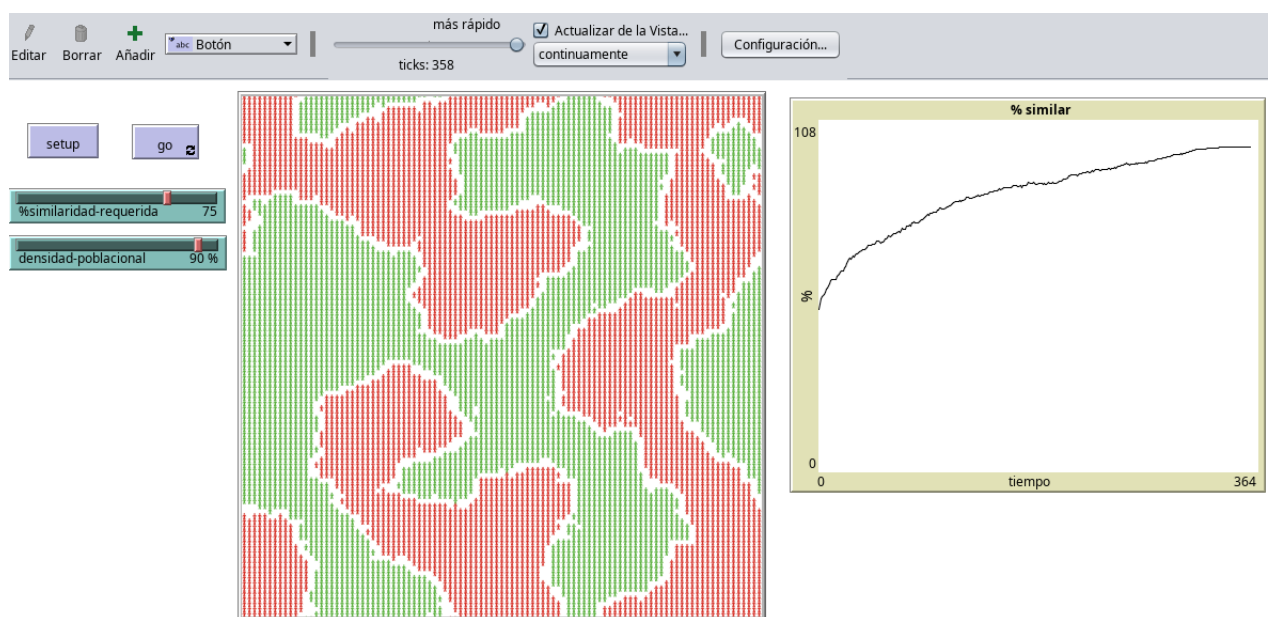 más rápido
Editar
Borrar
Añadir
abc Botón
ticks: 358
Actualizar de la Vista...
continuamente
Configuración...
setup
go
%similaridad-requerida 75
densidad-poblacional 90 %
% similar
108
%
0
0 tiempo 364